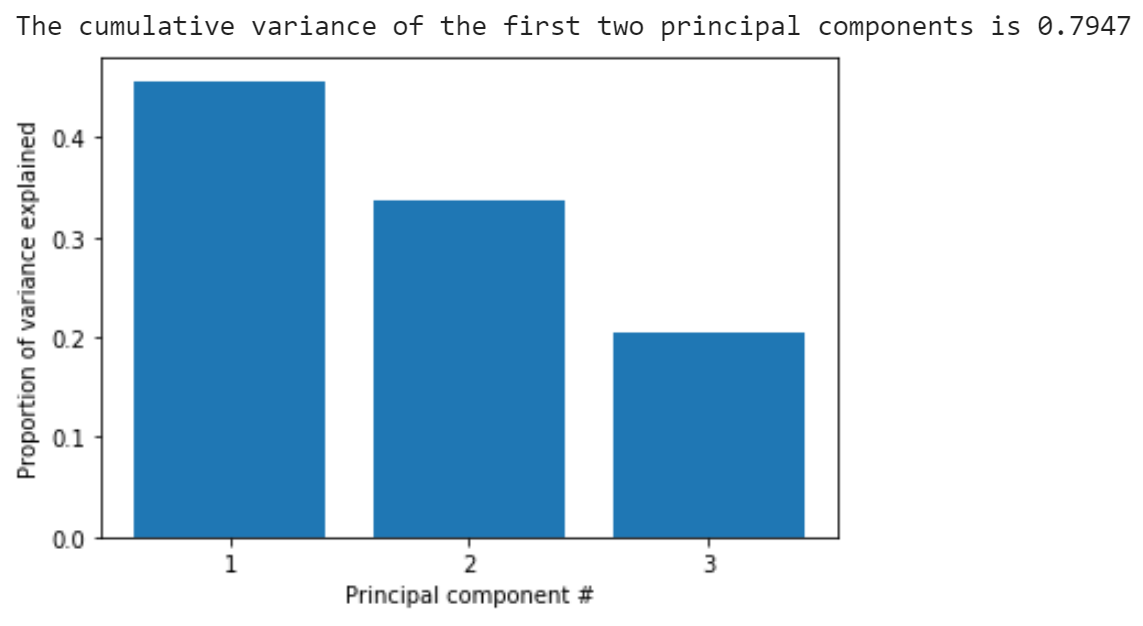 The cumulative variance of the first two principal components is 0.7947
Proportion of variance explained
0.4
0.3
0.2
0.1
0.0
1 2 3
Principal component #